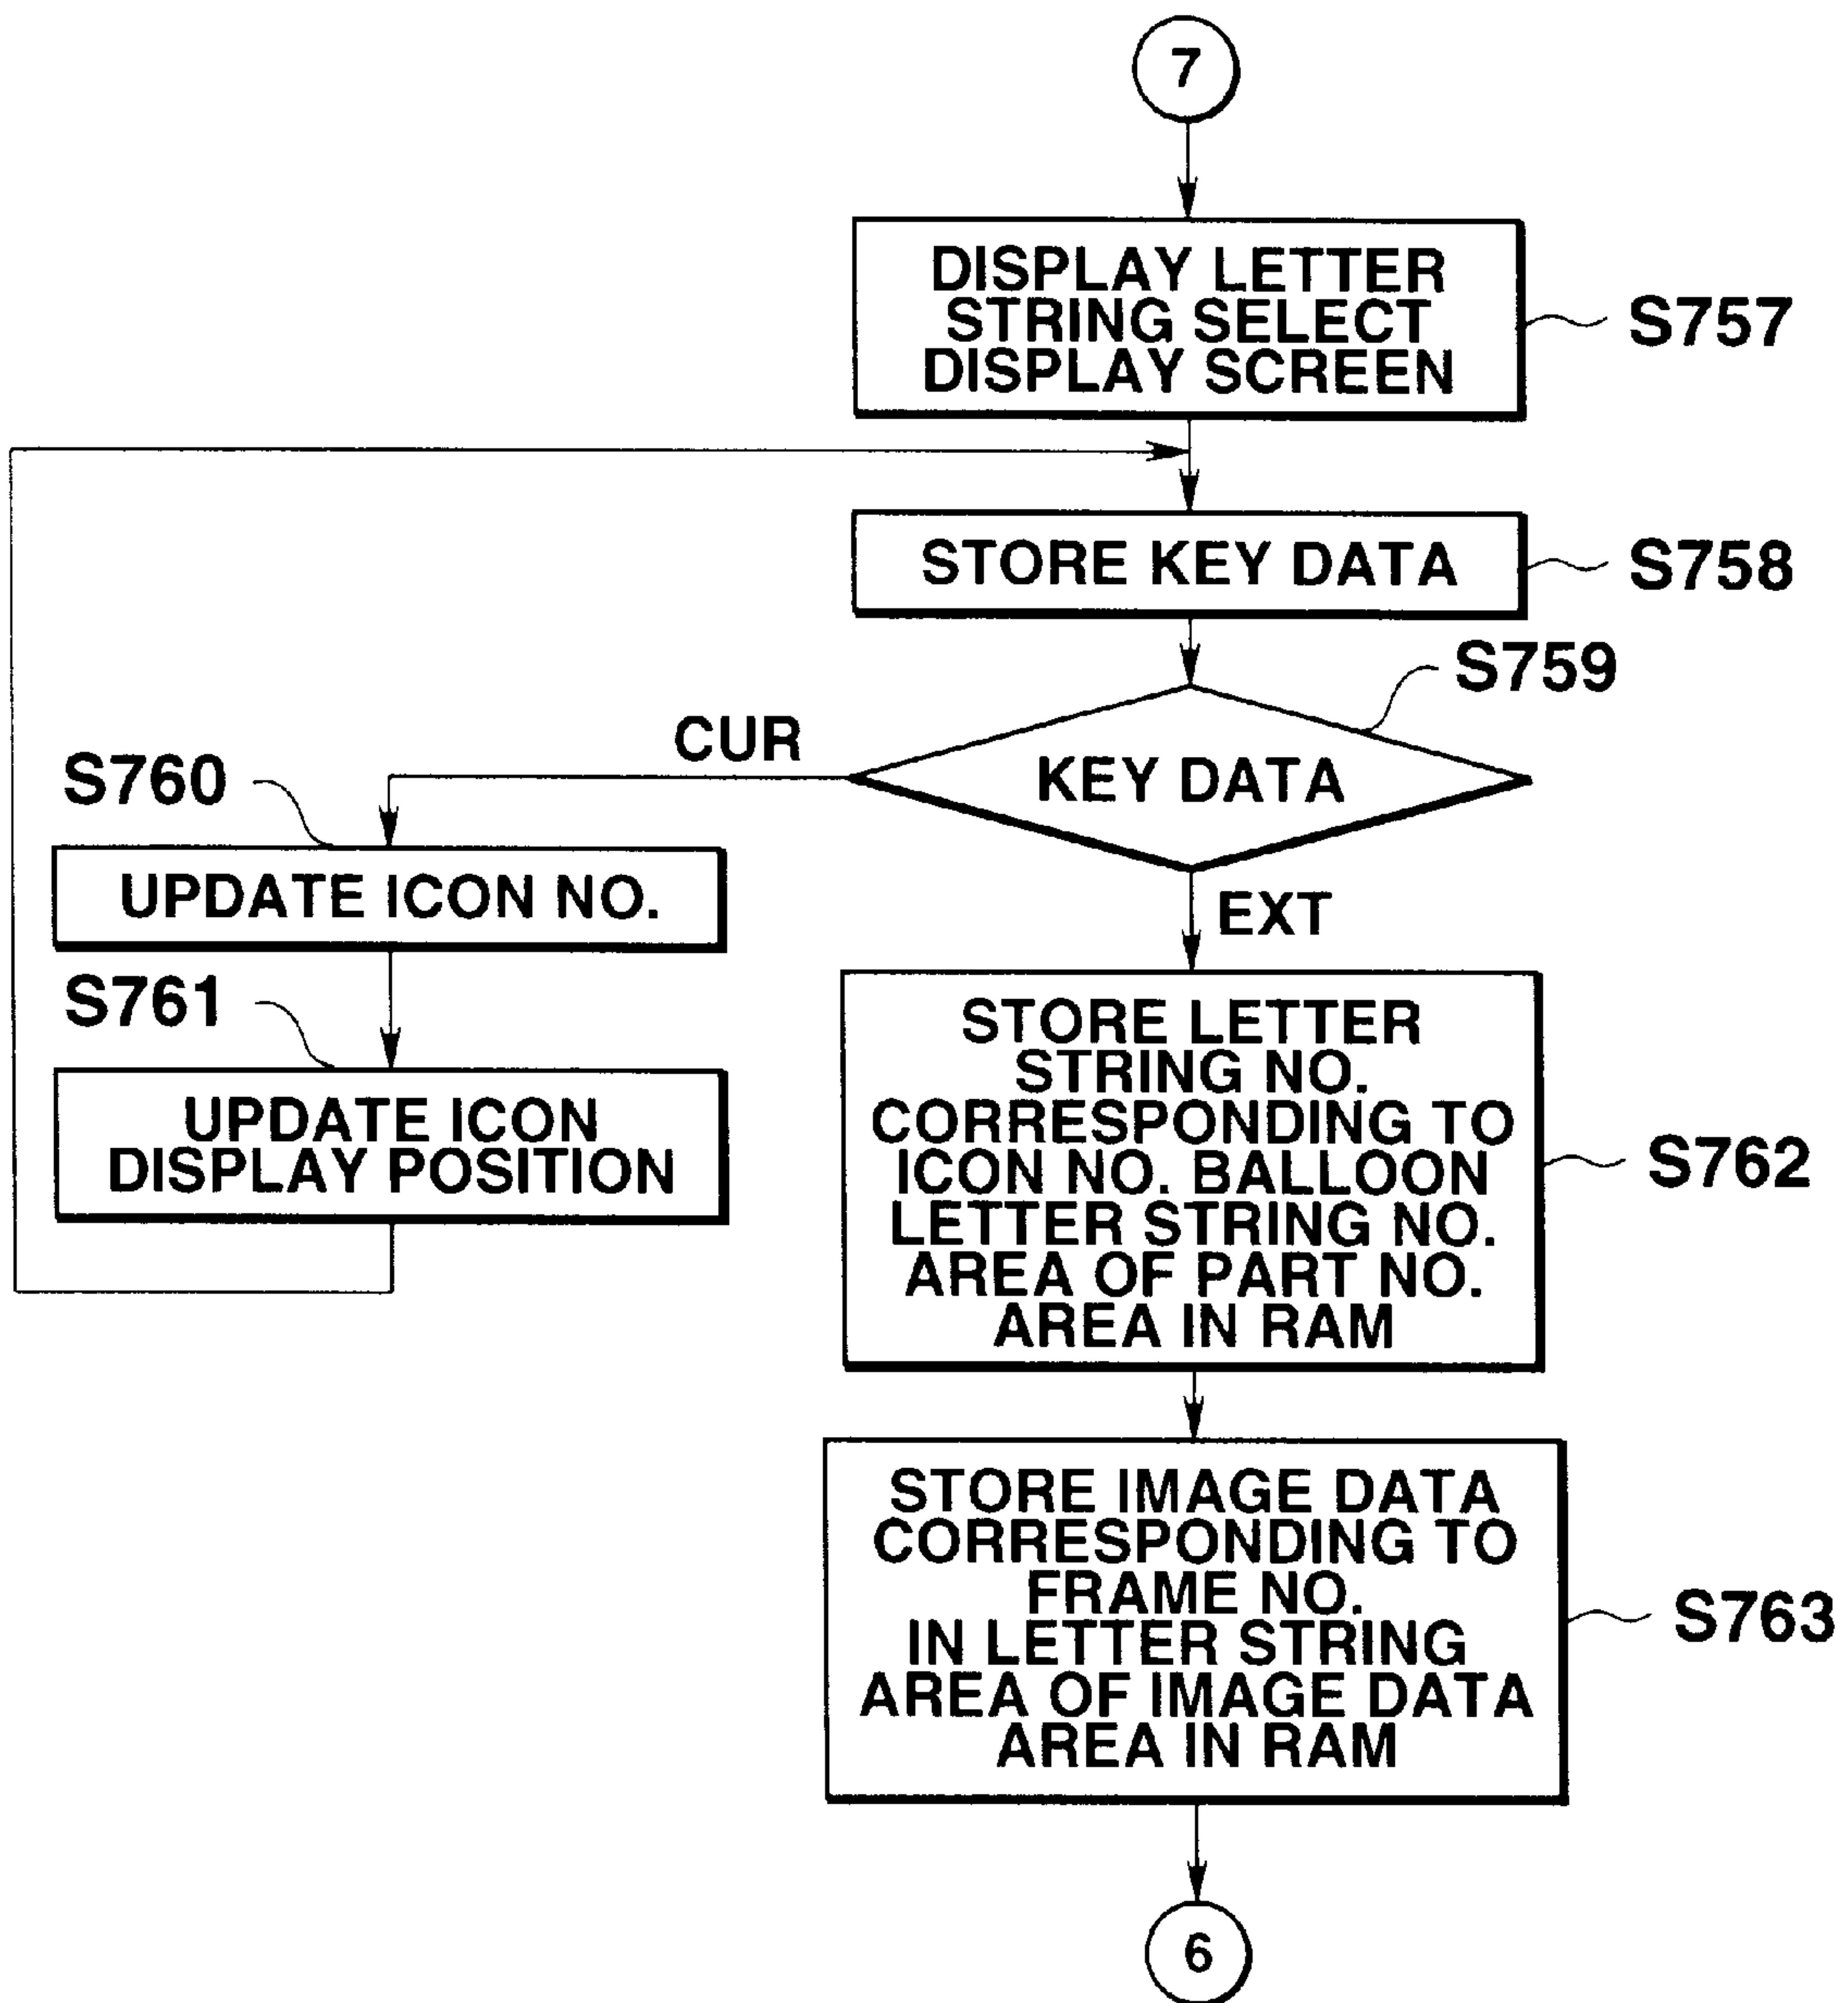 7
DISPLAY LETTER
STRING SELECT
DISPLAY SCREEN
S757
STORE KEY DATA
S758
S759
KEY DATA
CUR
S760
UPDATE ICON NO.
S761
UPDATE ICON
DISPLAY POSITION
EXT
STORE LETTER
STRING NO.
CORRESPONDING TO
ICON NO. BALLOON
LETTER STRING NO.
AREA OF PART NO.
AREA IN RAM
S762
STORE IMAGE DATA
CORRESPONDING TO
FRAME NO.
IN LETTER STRING
AREA OF IMAGE DATA
AREA IN RAM
S763
6